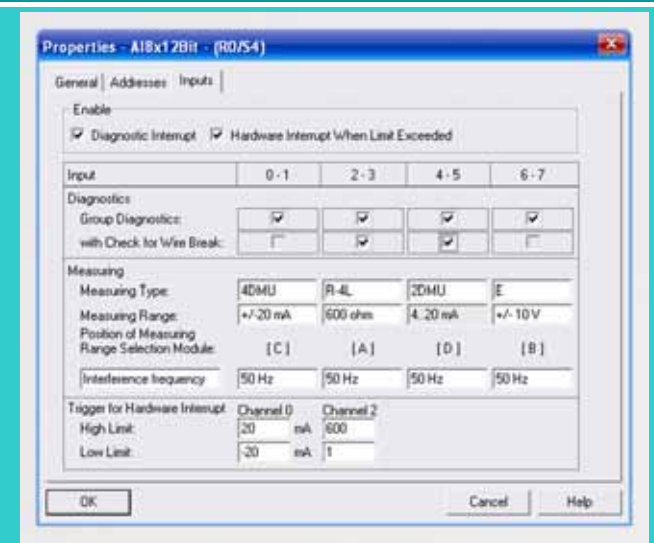 Properties - AI8x12Bit - (R0/S4)
General Addresses Inputs
Enable
Diagnostic Interrupt Hardware Interrupt When Limit Exceeded
Input 0 - 1 2 - 3 4 - 5 6 - 7
Diagnostics
Group Diagnostics:
with Check for Wire Break:
Measuring
Measuring Type: 4DMU R-4L 2DMU E
Measuring Range: +/-20 mA 600 ohm 4..20 mA +/- 10 V
Position of Measuring
Range Selection Module: [C] [A] [D] [B]
Interference frequency 50 Hz 50 Hz 50 Hz 50 Hz
Trigger for Hardware Interrupt Channel 0 Channel 2
High Limit: 20 mA 600
Low Limit: -20 mA 1
OK Cancel Help